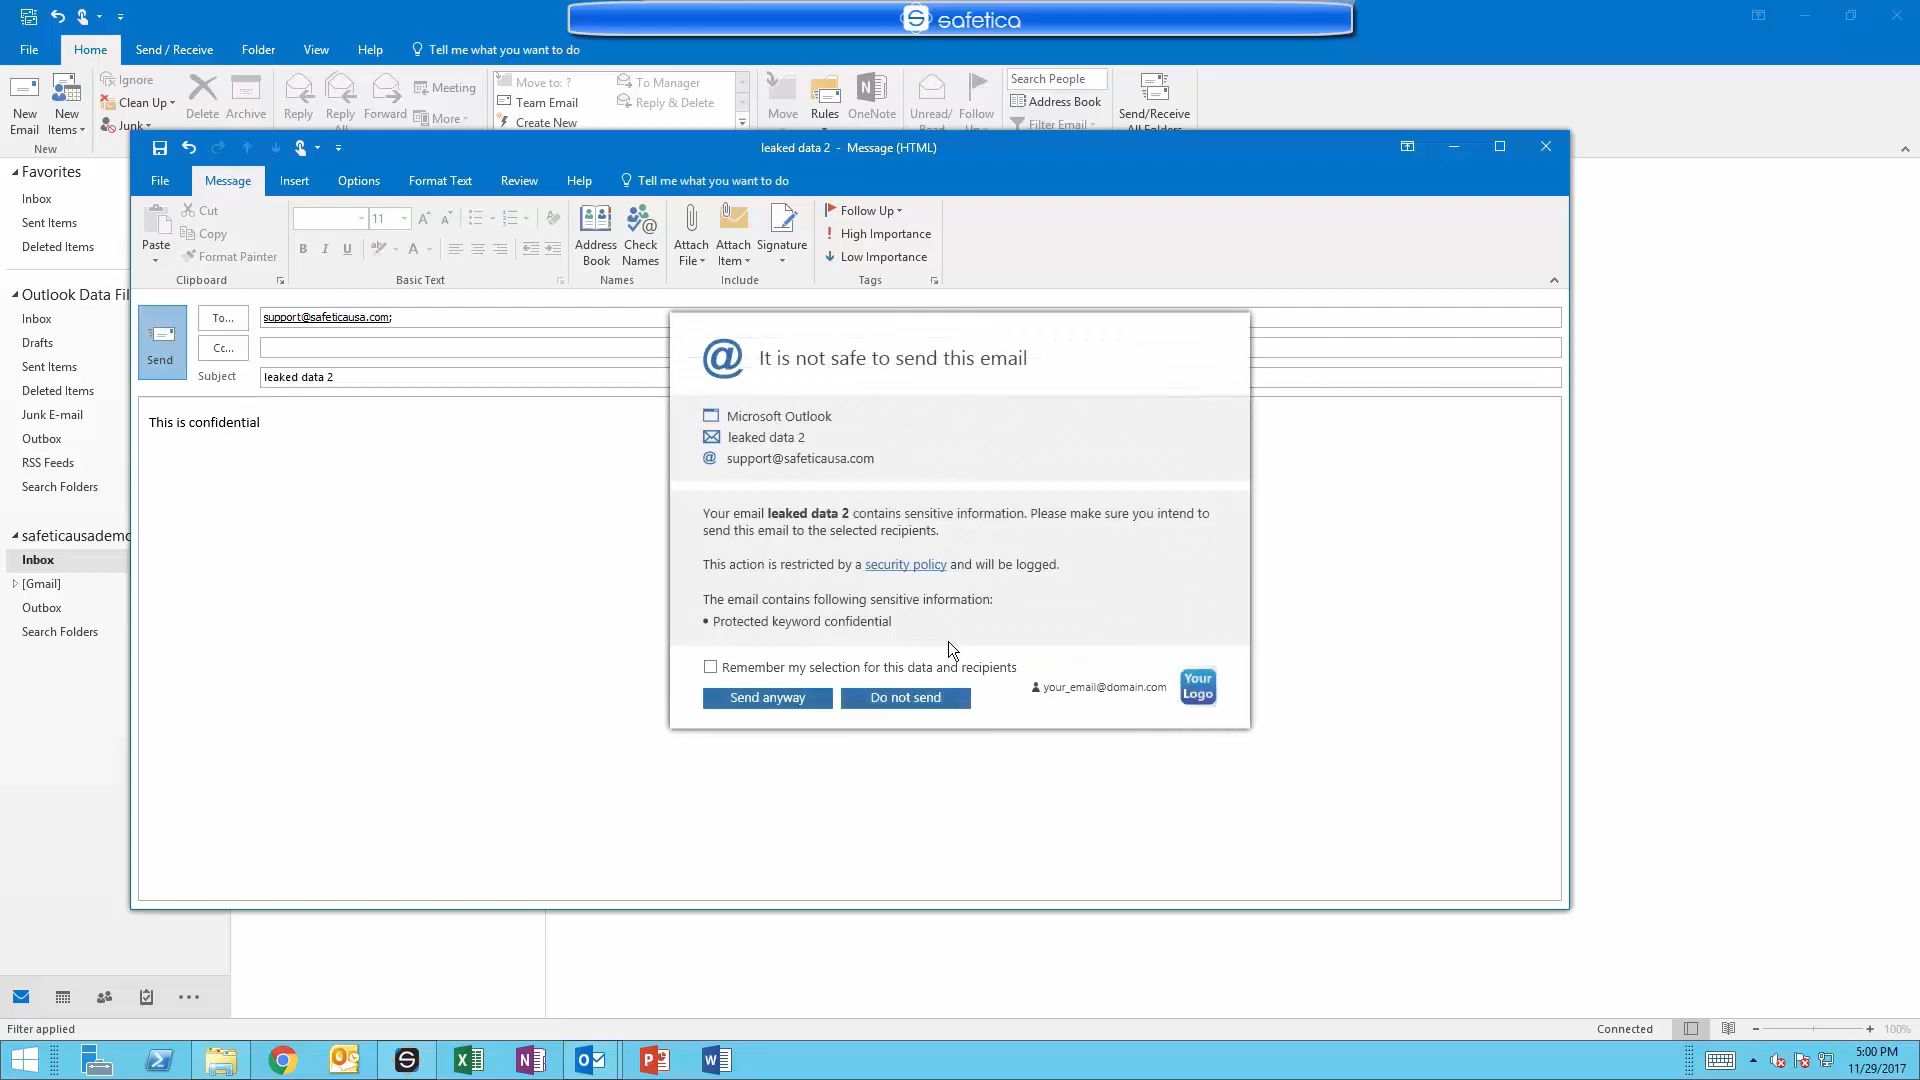 safetica
File Home Send / Receive Folder View Help Tell me what you want to do
Ignore
Clean Up
Junk
New Email
New Items
New
Delete Archive
Reply Reply All Forward
Meeting
More
Move to: ?
Team Email
Create New
To Manager
Reply & Delete
Move Rules OneNote
Unread/ Read Follow Up
Search People
Address Book
Filter Email
Send/Receive
All Folders
Favorites
Inbox
Sent Items
Deleted Items
Outlook Data Fil
Inbox
Drafts
Sent Items
Deleted Items
Junk E-mail
Outbox
RSS Feeds
Search Folders
safeticausademo
Inbox
[Gmail]
Outbox
Search Folders
leaked data 2 - Message (HTML)
File Message Insert Options Format Text Review Help Tell me what you want to do
Paste
Cut
Copy
Format Painter
Clipboard
11
B I U
Basic Text
Address Book
Check Names
Names
Attach File
Attach Item
Signature
Include
Follow Up
High Importance
Low Importance
Tags
Send
To... support@safeticausa.com;
Cc...
Subject leaked data 2
This is confidential
@ It is not safe to send this email
Microsoft Outlook
leaked data 2
@ support@safeticausa.com
Your email leaked data 2 contains sensitive information. Please make sure you intend to
send this email to the selected recipients.
This action is restricted by a security policy and will be logged.
The email contains following sensitive information:
• Protected keyword confidential
Remember my selection for this data and recipients
Send anyway Do not send
your_email@domain.com
Your
Logo
Filter applied
Connected
100%
5:00 PM
11/29/2017